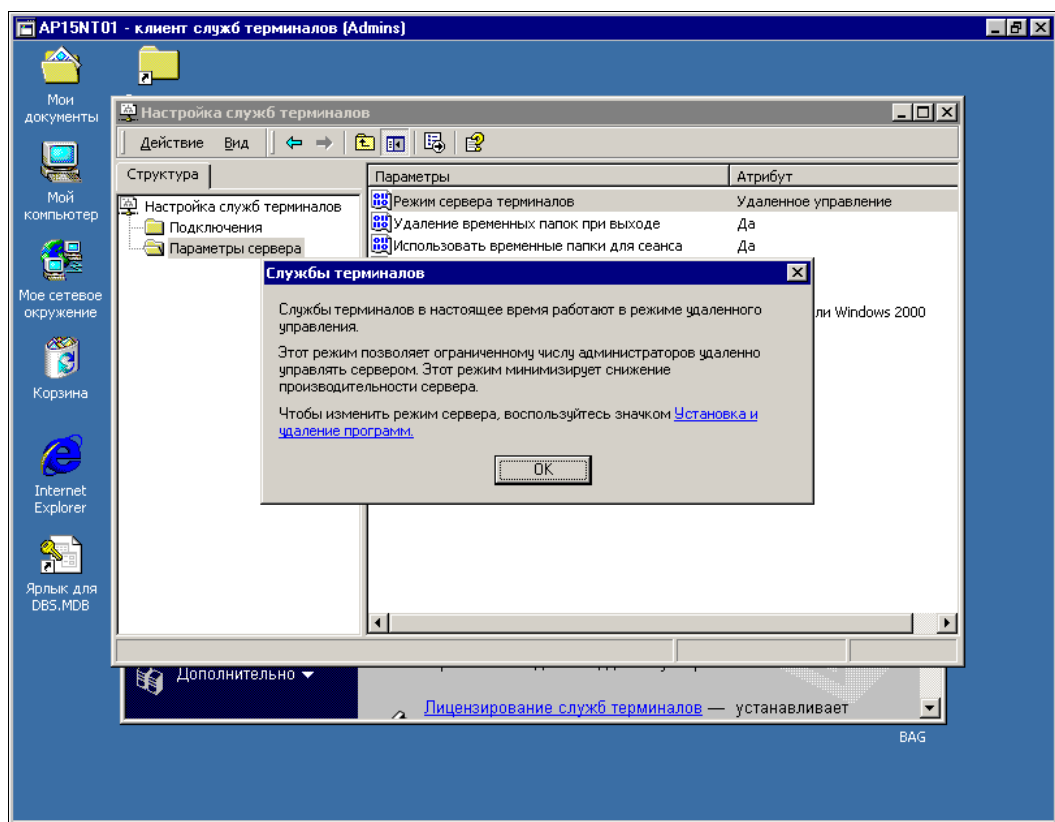 AP15NT01 - клиент служб терминалов (Admins)
Мои
документы
Мой
компьютер
Мое сетевое
окружение
Корзина
Internet
Explorer
Ярлык для
DBS.MDB
Настройка служб терминалов
Действие Вид
Структура
Настройка служб терминалов
Подключения
Параметры сервера
Параметры Атрибут
Режим сервера терминалов Удаленное управление
Удаление временных папок при выходе Да
Использовать временные папки для сеанса Да
ли Windows 2000
Службы терминалов
Службы терминалов в настоящее время работают в режиме удаленного
управления.
Этот режим позволяет ограниченному числу администраторов удаленно
управлять сервером. Этот режим минимизирует снижение
производительности сервера.
Чтобы изменить режим сервера, воспользуйтесь значком Установка и
удаление программ.
OK
Дополнительно
Лицензирование служб терминалов — устанавливает
BAG